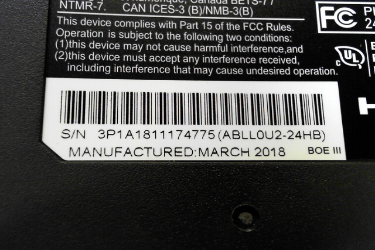 NTMR-7. CAN ICES-3 (B)/NMB-3(B)
This device complies with Part 15 of the FCC Rules.
Operation is subject to the following two conditions:
(1)this device may not cause harmful interference,and
(2)this device must accept any interference received,
including interference that may cause undesired operation.
FC
UL
S/N 3P1A1811174775(ABLL0U2-24HB)
MANUFACTURED:MARCH 2018 BOE III